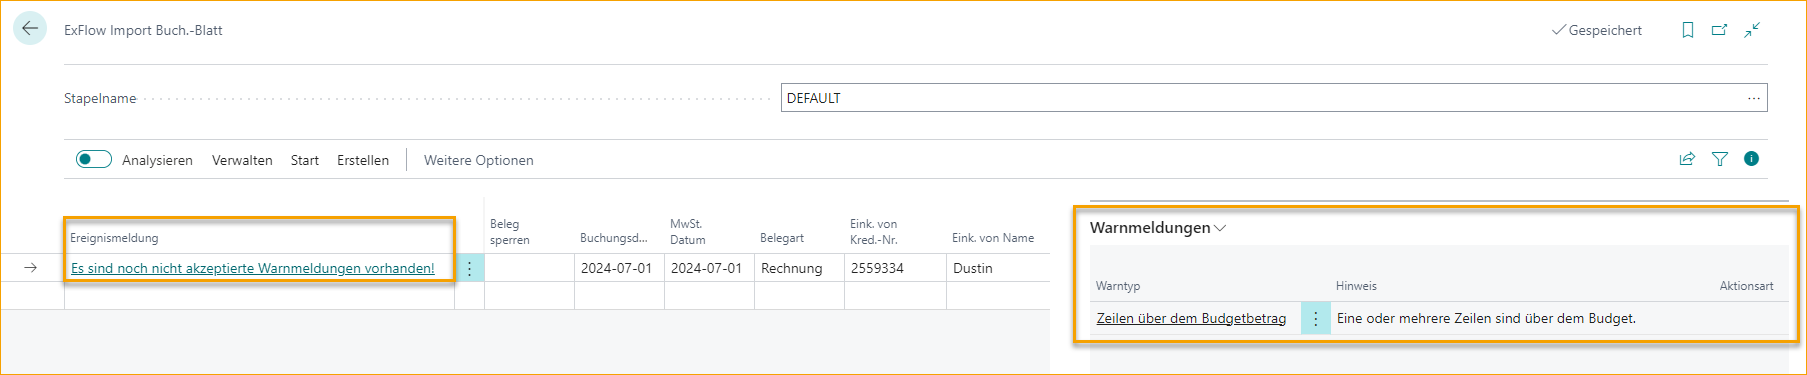 ExFlow Import Buch.-Blatt
Gespeichert
Stapelname
DEFAULT
Analysieren Verwalten Start Erstellen Weitere Optionen
Ereignismeldung
Beleg sperren
Buchungsd...
MwSt. Datum
Belegart
Eink. von Kred.-Nr.
Eink. von Name
Es sind noch nicht akzeptierte Warnmeldungen vorhanden! 2024-07-01 2024-07-01 Rechnung 2559334 Dustin
Warnmeldungen
Warntyp Hinweis Aktionsart
Zeilen über dem Budgetbetrag Eine oder mehrere Zeilen sind über dem Budget.